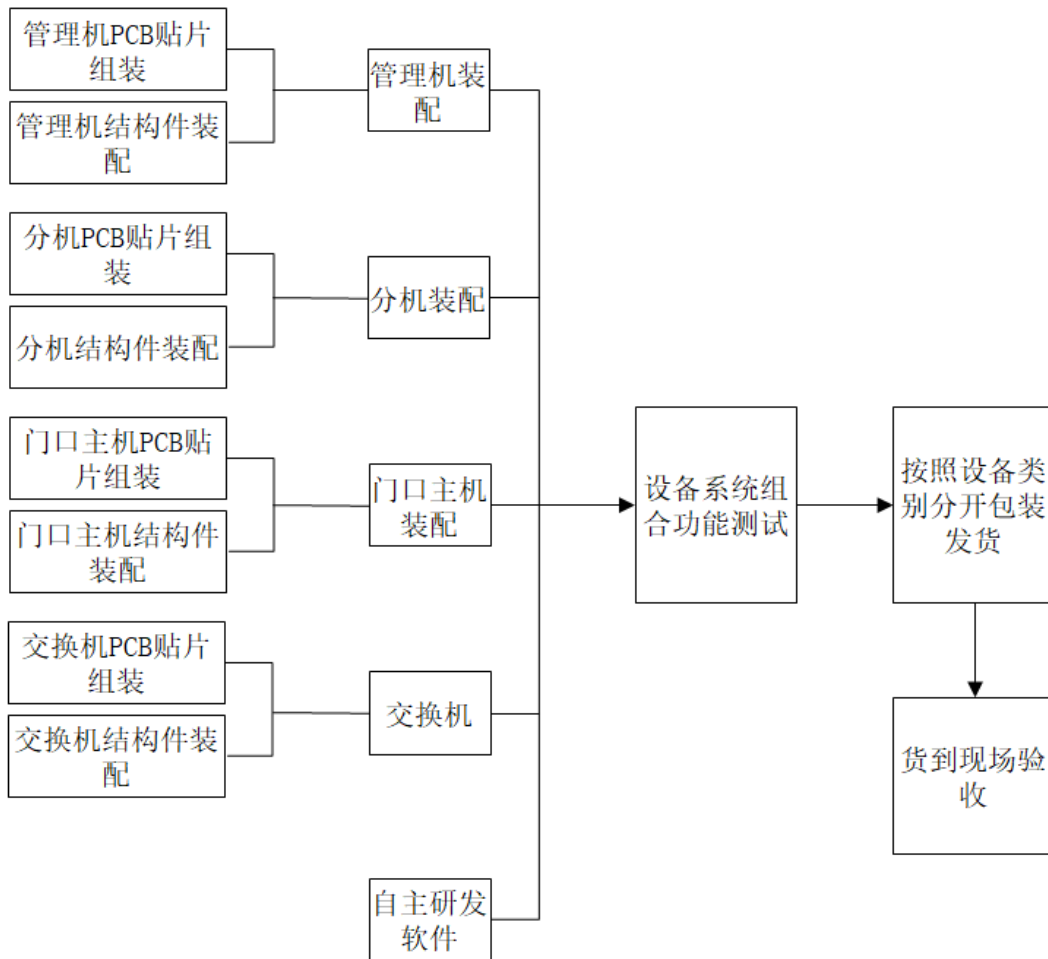 管理机PCB贴片
组装
管理机结构件装
配
管理机装
配
分机PCB贴片组
装
分机结构件装配
分机装配
门口主机PCB贴
片组装
门口主机结构件
装配
门口主机
装配
交换机PCB贴片
组装
交换机结构件装
配
交换机
自主研发
软件
设备系统组
合功能测试
按照设备类
别分开包装
发货
货到现场验
收